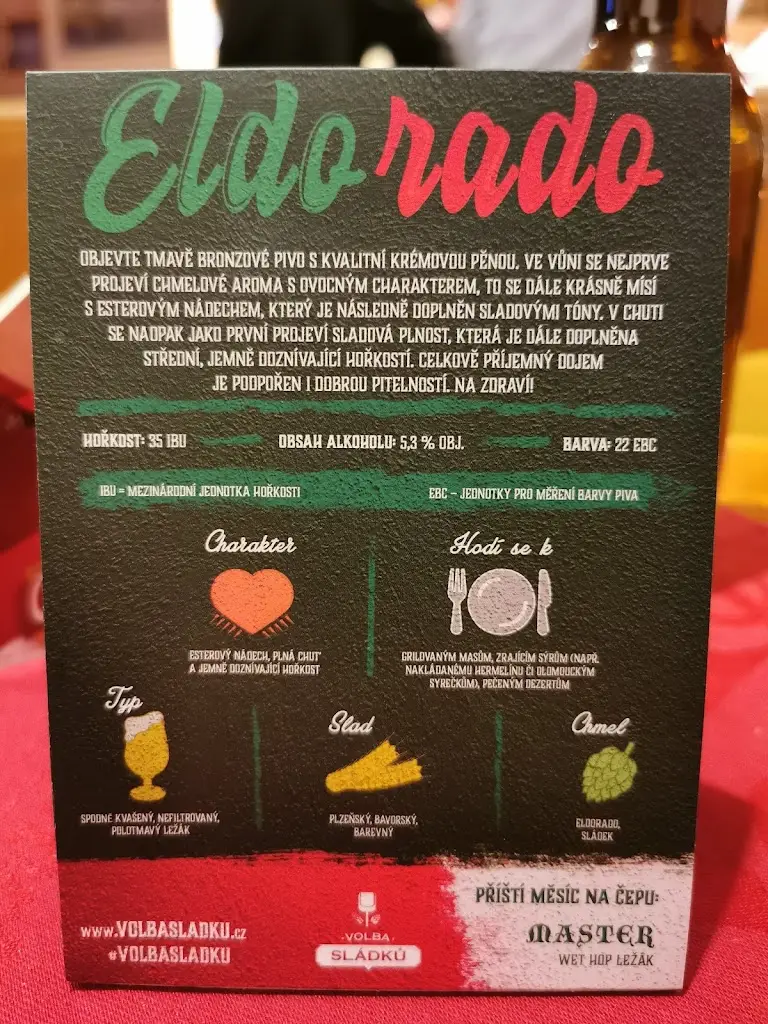 Eldorado
OBJEVTE TMAVĚ BRONZOVÉ PIVO S KVALITNÍ KRÉMOVOU PĚNOU. VE VŮNI SE NEJPRVE
PROJEVÍ CHMELOVÉ AROMA S OVOCNÝM CHARAKTEREM, TO SE DÁLE KRÁSNĚ MÍSÍ
S ESTEROVÝM NÁDECHEM, KTERÝ JE NÁSLEDNĚ DOPLNĚN SLADOVÝMI TÓNY. V CHUTI
SE NAOPAK JAKO PRVNÍ PROJEVÍ SLADOVÁ PLNOST, KTERÁ JE DÁLE DOPLNĚNA
STŘEDNÍ, JEMNĚ DOZNÍVAJÍCÍ HOŘKOSTÍ. CELKOVĚ PŘÍJEMNÝ DOJEM
JE PODPOŘEN I DOBROU PITELNOSTÍ. NA ZDRAVÍ!
HOŘKOST: 35 IBU OBSAH ALKOHOLU: 5,3 % OBJ. BARVA: 22 EBC
IBU = MEZINÁRODNÍ JEDNOTKA HOŘKOSTI EBC – JEDNOTKY PRO MĚŘENÍ BARVY PIVA
Charakter
ESTEROVÝ NÁDECH, PLNÁ CHUŤ
A JEMNĚ DOZNÍVAJÍCÍ HOŘKOST
Hodí se k
GRILOVANÝM MASŮM, ZRAJÍCÍM SÝRŮM (NAPŘ.
NAKLÁDANÉMU HERMELÍNU ČI OLOMOUCKÝM
SYREČKŮM), PEČENÝM DEZERTŮM
Typ
SPODNĚ KVAŠENÝ, NEFILTROVANÝ,
POLOTMAVÝ LEŽÁK
Slad
PLZEŇSKÝ, BAVORSKÝ,
BAREVNÝ
Chmel
ELDORADO,
SLÁDEK
WWW.VOLBASLADKU.CZ
#VOLBASLADKU
VOLBA
SLÁDKŮ
PŘÍŠTÍ MĚSÍC NA ČEPU:
MASTER
WET HOP LEŽÁK